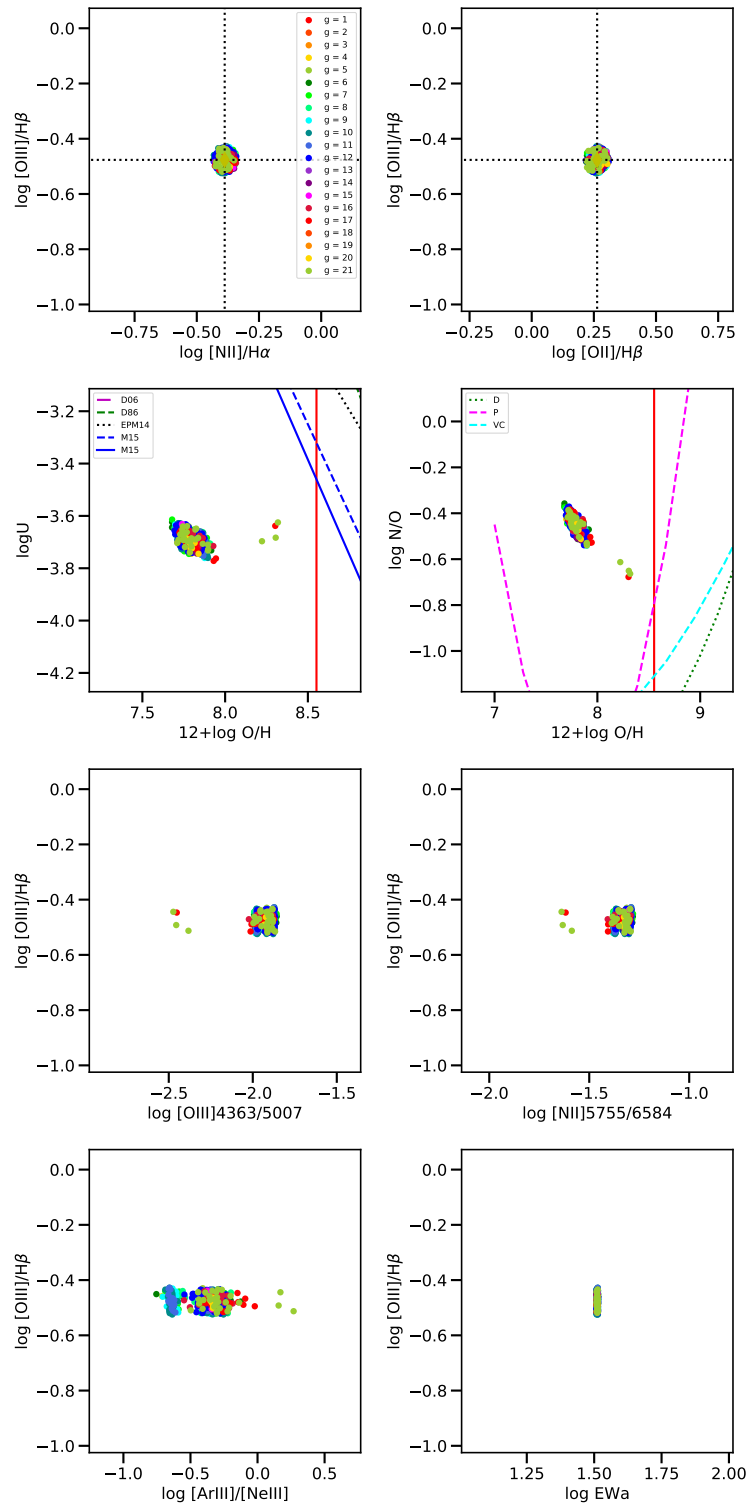 0.0
−0.2
−0.4
−0.6
−0.8
−1.0
log [OIII]/Hβ
−0.75 −0.50 −0.25 0.00
log [NII]/Hα
g = 1
g = 2
g = 3
g = 4
g = 5
g = 6
g = 7
g = 8
g = 9
g = 10
g = 11
g = 12
g = 13
g = 14
g = 15
g = 16
g = 17
g = 18
g = 19
g = 20
g = 21
0.0
−0.2
−0.4
−0.6
−0.8
−1.0
log [OIII]/Hβ
−0.25 0.00 0.25 0.50 0.75
log [OII]/Hβ
−3.2
−3.4
−3.6
−3.8
−4.0
−4.2
logU
7.5 8.0 8.5
12+log O/H
D06
D86
EPM14
M15
M15
0.0
−0.2
−0.4
−0.6
−0.8
−1.0
log N/O
7 8 9
12+log O/H
D
P
VC
0.0
−0.2
−0.4
−0.6
−0.8
−1.0
log [OIII]/Hβ
−2.5 −2.0 −1.5
log [OIII]4363/5007
0.0
−0.2
−0.4
−0.6
−0.8
−1.0
log [OIII]/Hβ
−2.0 −1.5 −1.0
log [NII]5755/6584
0.0
−0.2
−0.4
−0.6
−0.8
−1.0
log [OIII]/Hβ
−1.0 −0.5 0.0 0.5
log [ArIII]/[NeIII]
0.0
−0.2
−0.4
−0.6
−0.8
−1.0
log [OIII]/Hβ
1.25 1.50 1.75 2.00
log EWa